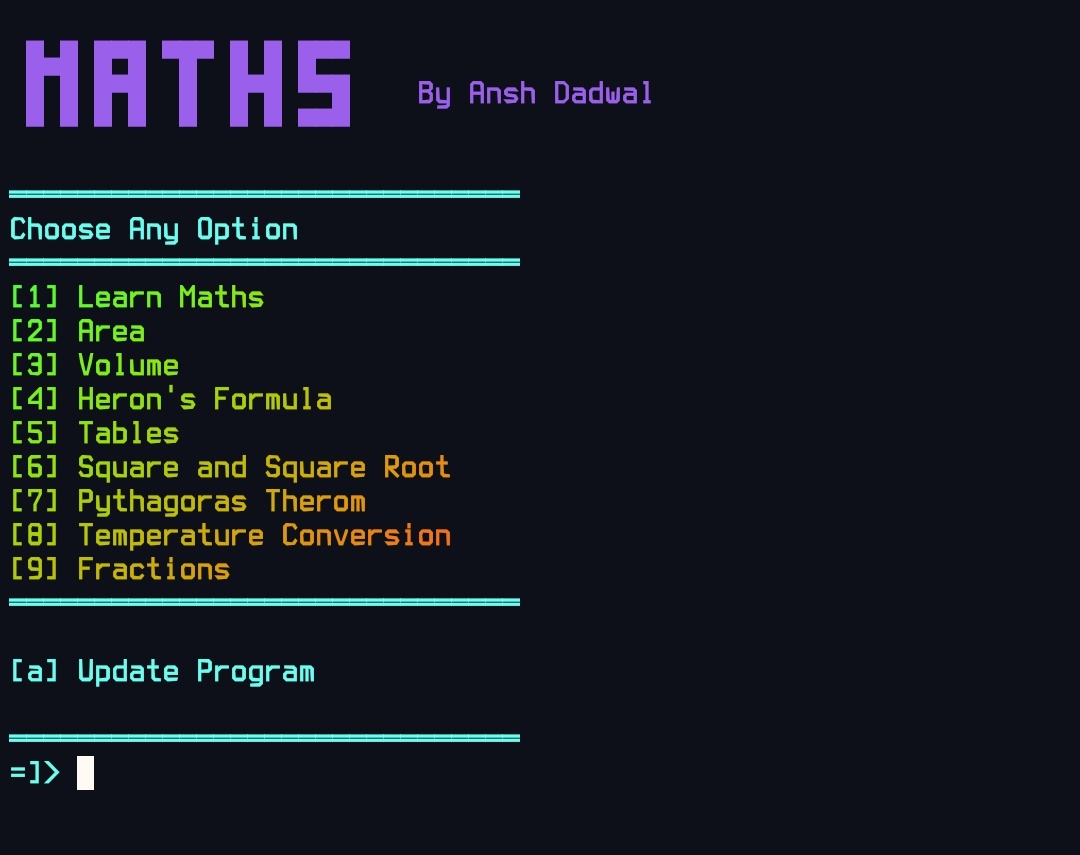 MATHS By Ansh Dadwal
Choose Any Option
[1] Learn Maths
[2] Area
[3] Volume
[4] Heron's Formula
[5] Tables
[6] Square and Square Root
[7] Pythagoras Therom
[8] Temperature Conversion
[9] Fractions
[a] Update Program
=]>